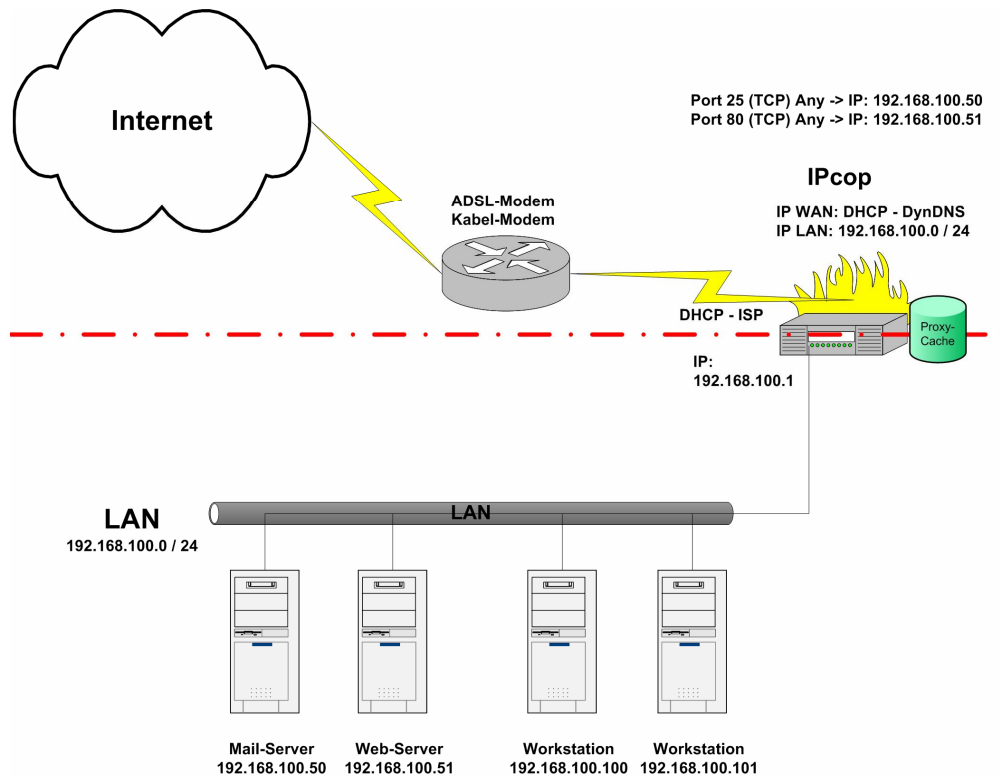 Internet
Port 25 (TCP) Any -> IP: 192.168.100.50
Port 80 (TCP) Any -> IP: 192.168.100.51
IPcop
IP WAN: DHCP - DynDNS
IP LAN: 192.168.100.0 / 24
ADSL-Modem
Kabel-Modem
DHCP - ISP
Proxy-
Cache
IP:
192.168.100.1
LAN
192.168.100.0 / 24
LAN
Mail-Server
192.168.100.50
Web-Server
192.168.100.51
Workstation
192.168.100.100
Workstation
192.168.100.101